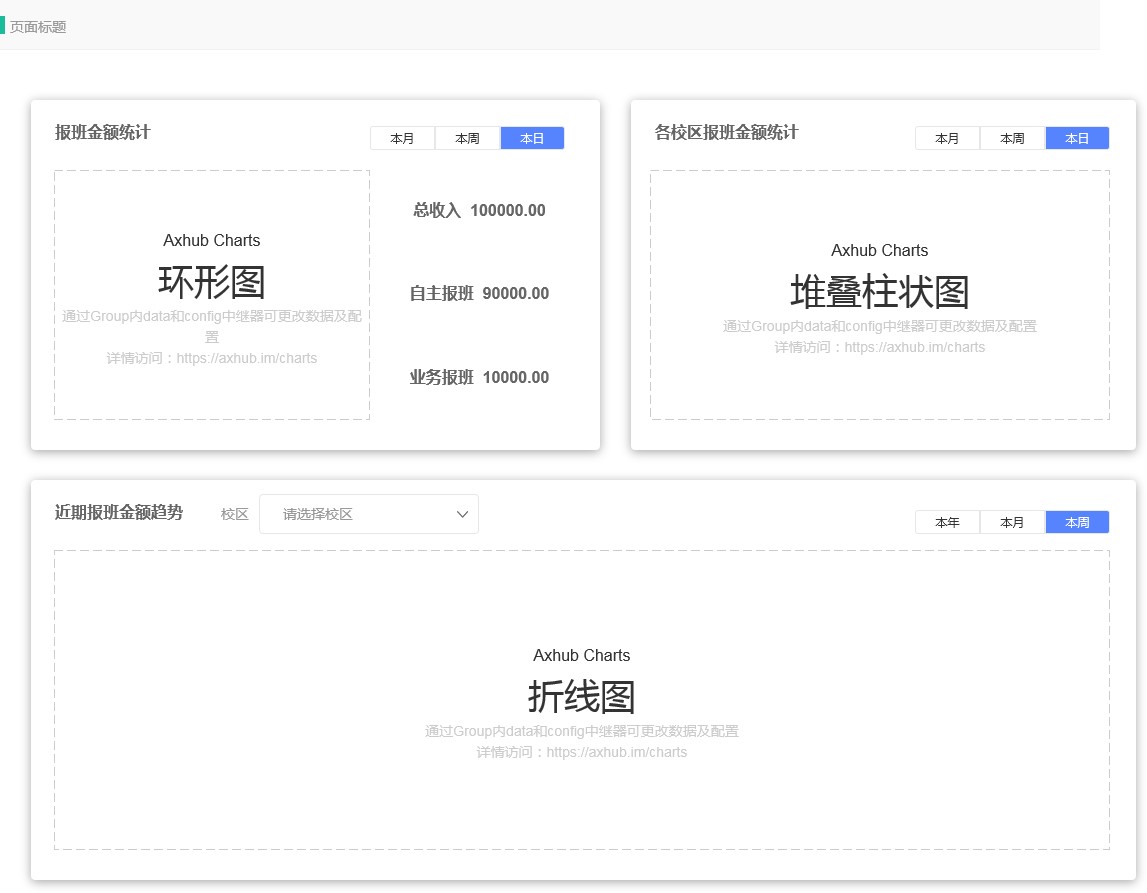 页面标题
报班金额统计
本月 本周 本日
Axhub Charts
环形图
通过Group内data和config中继器可更改数据及配
置
详情访问：https://axhub.im/charts
总收入 100000.00
自主报班 90000.00
业务报班 10000.00
各校区报班金额统计
本月 本周 本日
Axhub Charts
堆叠柱状图
通过Group内data和config中继器可更改数据及配置
详情访问：https://axhub.im/charts
近期报班金额趋势 校区 请选择校区
本年 本月 本周
Axhub Charts
折线图
通过Group内data和config中继器可更改数据及配置
详情访问：https://axhub.im/charts